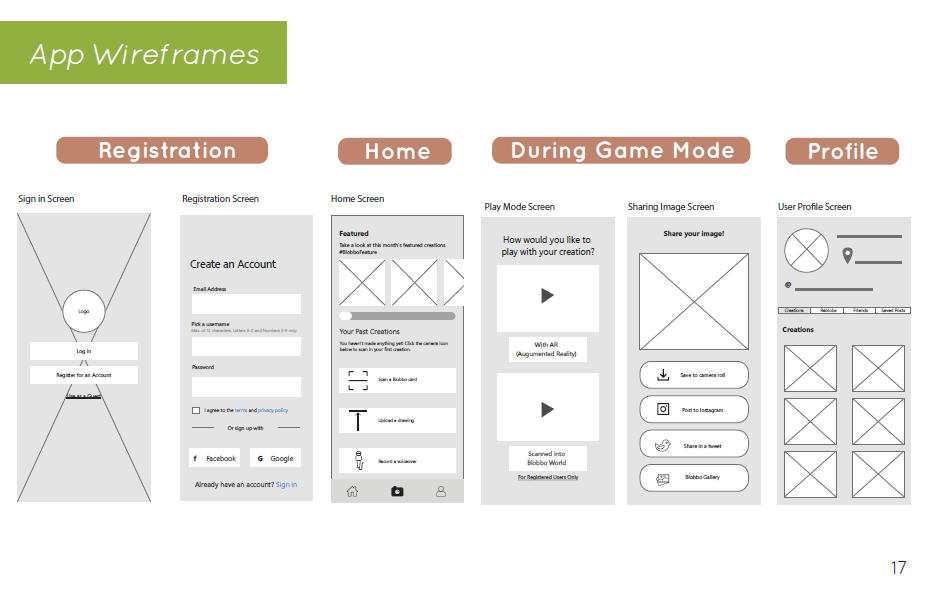 App Wireframes
Registration
Home
During Game Mode
Profile
Sign in Screen
Logo
Log In
Register for an Account
Use as a Guest
Registration Screen
Create an Account
Email Address
Pick a username
Max. of 12 characters. Letters A-Z and Numbers 0-9 only.
Password
I agree to the terms and privacy policy
Or sign up with
f Facebook
G Google
Already have an account? Sign in
Home Screen
Featured
Take a look at this month's featured creations
#BlobboFeature
Your Past Creations
You haven't made anything yet! Click the camera icon
below to scan in your first creation.
Scan a Blobbo card
Upload a drawing
Record a voiceover
Play Mode Screen
How would you like to
play with your creation?
With AR
(Augumented Reality)
Scanned into
Blobbo World
For Registered Users Only
Sharing Image Screen
Share your image!
Save to camera roll
Post to Instagram
Share in a tweet
Blobbo Gallery
User Profile Screen
@
Creations
Reblobs
Friends
Saved Posts
Creations
17